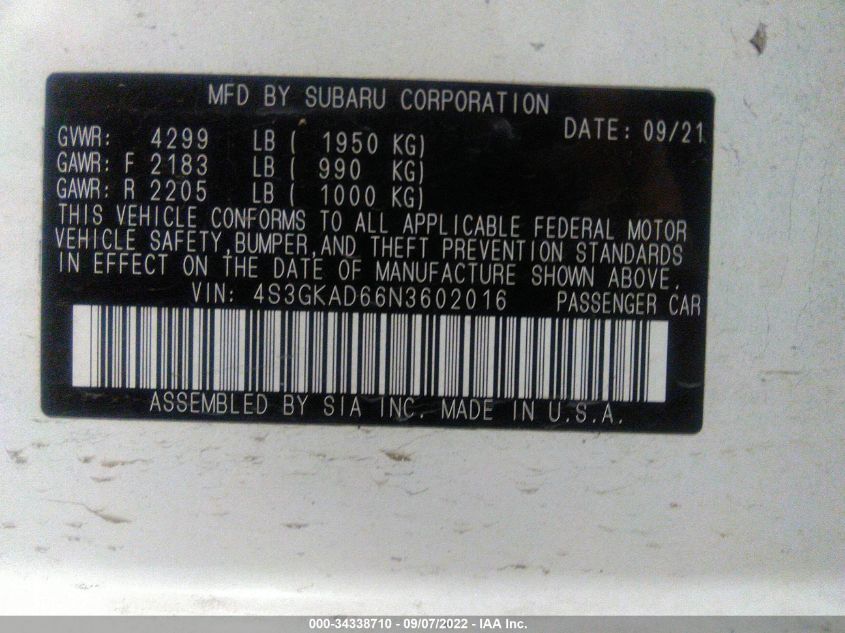 MFD BY SUBARU CORPORATION
DATE: 09/21
GVWR: 4299 LB ( 1950 KG)
GAWR: F 2183 LB ( 990 KG)
GAWR: R 2205 LB ( 1000 KG)
THIS VEHICLE CONFORMS TO ALL APPLICABLE FEDERAL MOTOR
VEHICLE SAFETY,BUMPER,AND THEFT PREVENTION STANDARDS
IN EFFECT ON THE DATE OF MANUFACTURE SHOWN ABOVE.
VIN: 4S3GKAD66N3602016 PASSENGER CAR
ASSEMBLED BY SIA INC. MADE IN U.S.A.
000-34338710 - 09/07/2022 - IAA Inc.